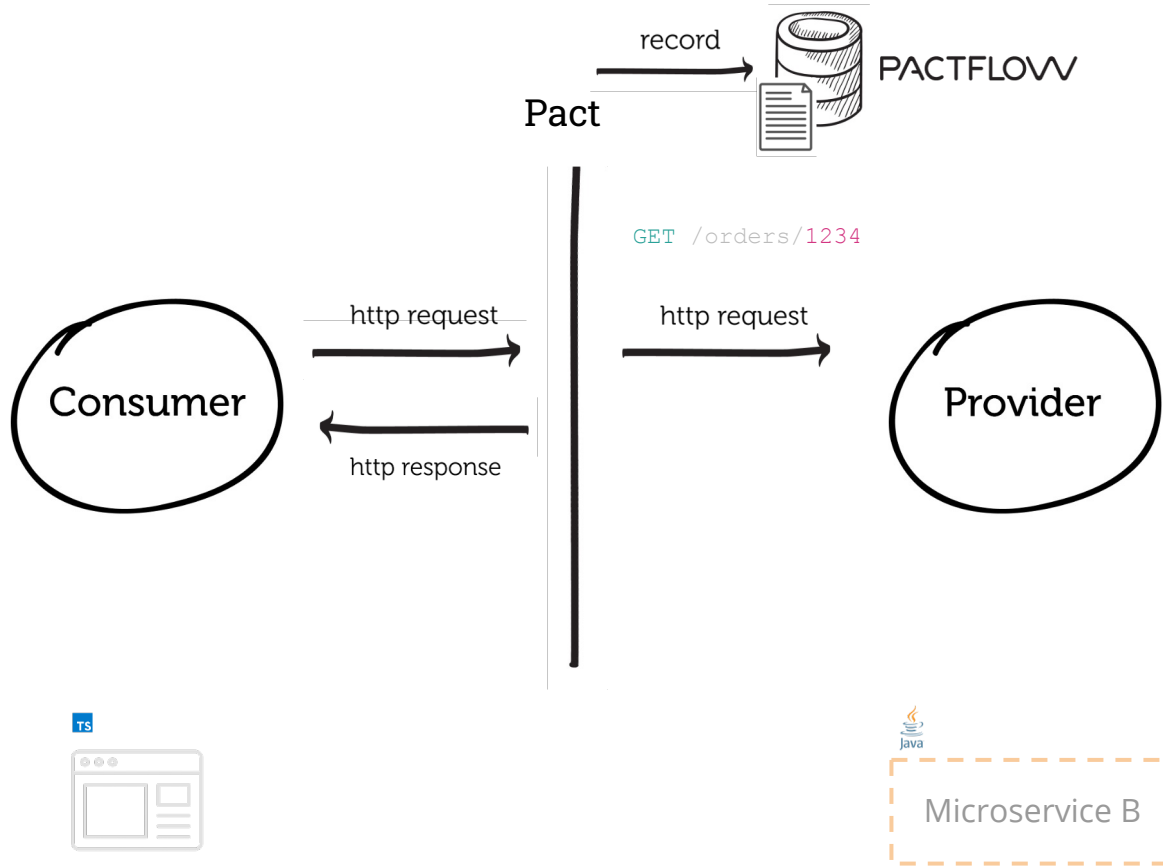 record
PACTFLOW
Pact
GET /orders/1234
http request
http request
Consumer
Provider
http response
TS
Java
Microservice B